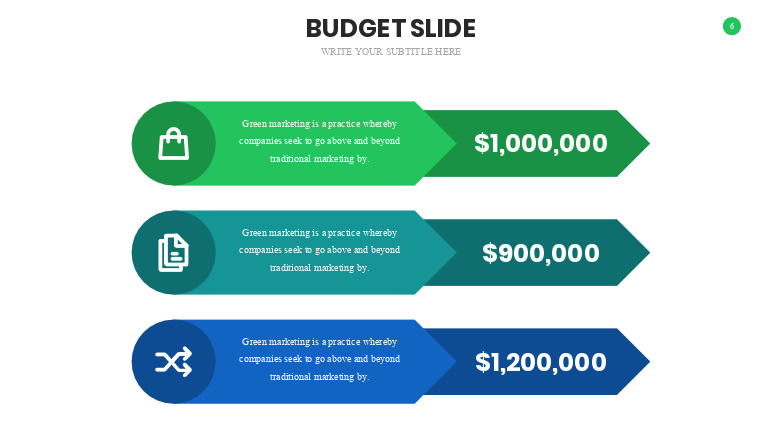 BUDGET SLIDE
6
WRITE YOUR SUBTITLE HERE
Green marketing is a practice whereby
companies seek to go above and beyond
traditional marketing by.
$1,000,000
Green marketing is a practice whereby
companies seek to go above and beyond
traditional marketing by.
$900,000
Green marketing is a practice whereby
companies seek to go above and beyond
traditional marketing by.
$1,200,000